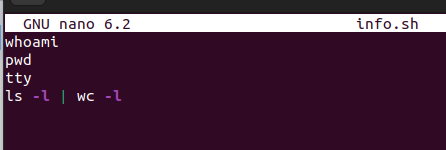 GNU nano 6.2 info.sh
whoami
pwd
tty
ls -l | wc -l